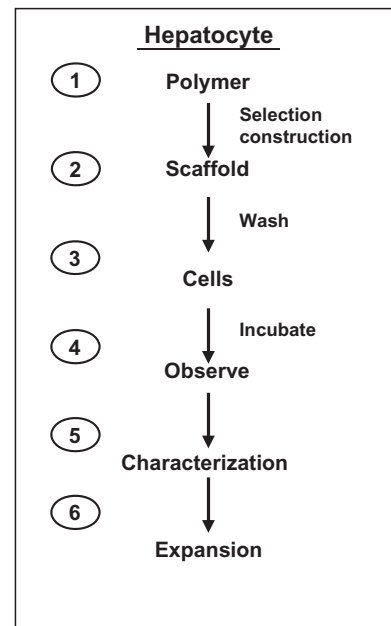 Hepatocyte
1
Polymer
Selection
construction
2
Scaffold
Wash
3
Cells
Incubate
4
Observe
5
Characterization
6
Expansion